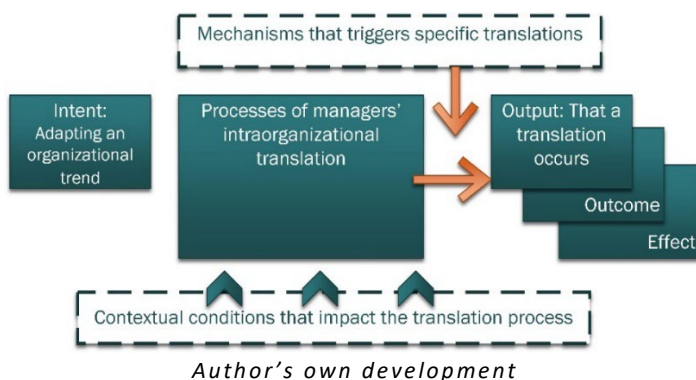 Mechanisms that triggers specific translations
Intent:
Adapting an
organizational
trend
Processes of managers'
intraorganizational
translation
Output: That a
translation
occurs
Outcome
Effect
Contextual conditions that impact the translation process
Author's own development